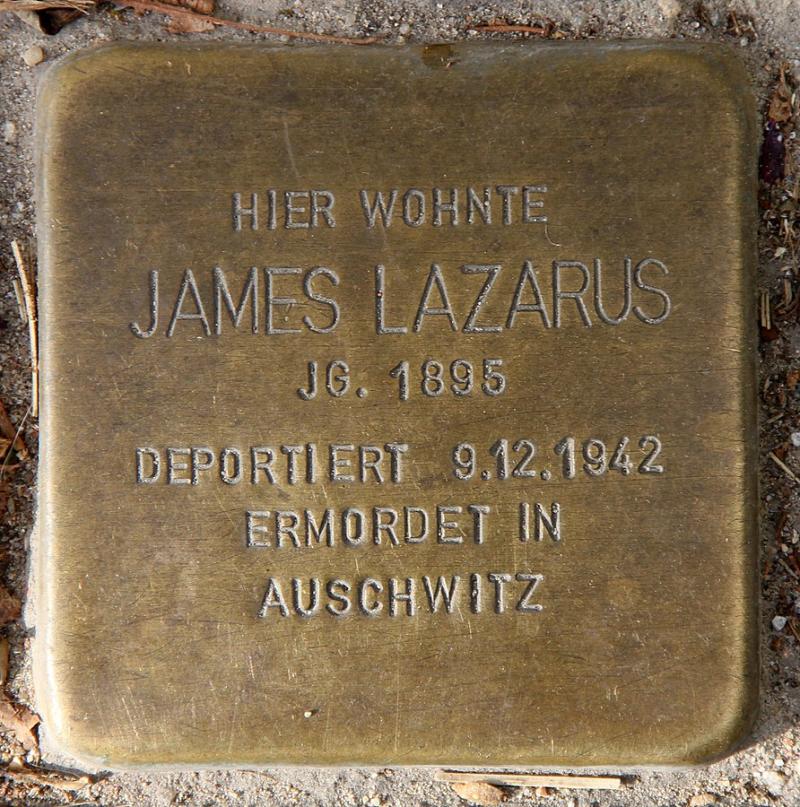 HIER WOHNTE
JAMES LAZARUS
JG. 1895
DEPORTIERT 9.12.1942
ERMORDET IN
AUSCHWITZ